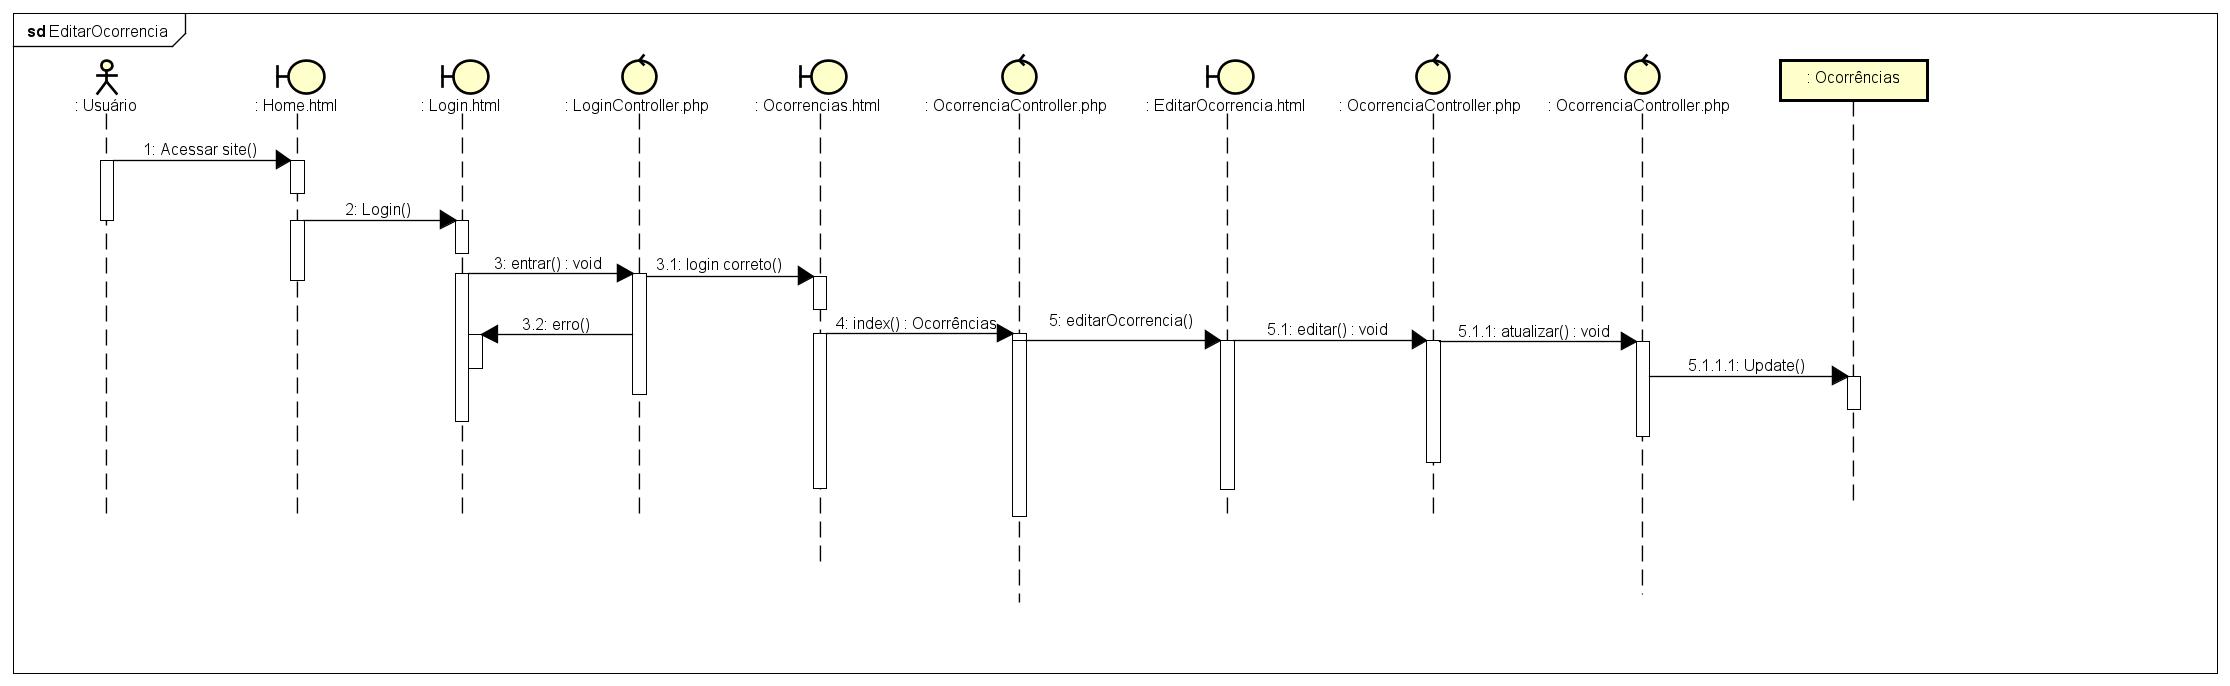 sd EditarOcorrencia
: Usuário
: Home.html
: Login.html
: LoginController.php
: Ocorrencias.html
: OcorrenciaController.php
: EditarOcorrencia.html
: OcorrenciaController.php
: OcorrenciaController.php
: Ocorrências
1: Acessar site()
2: Login()
3: entrar() : void
3.1: login correto()
3.2: erro()
4: index() : Ocorrências
5: editarOcorrencia()
5.1: editar() : void
5.1.1: atualizar() : void
5.1.1.1: Update()